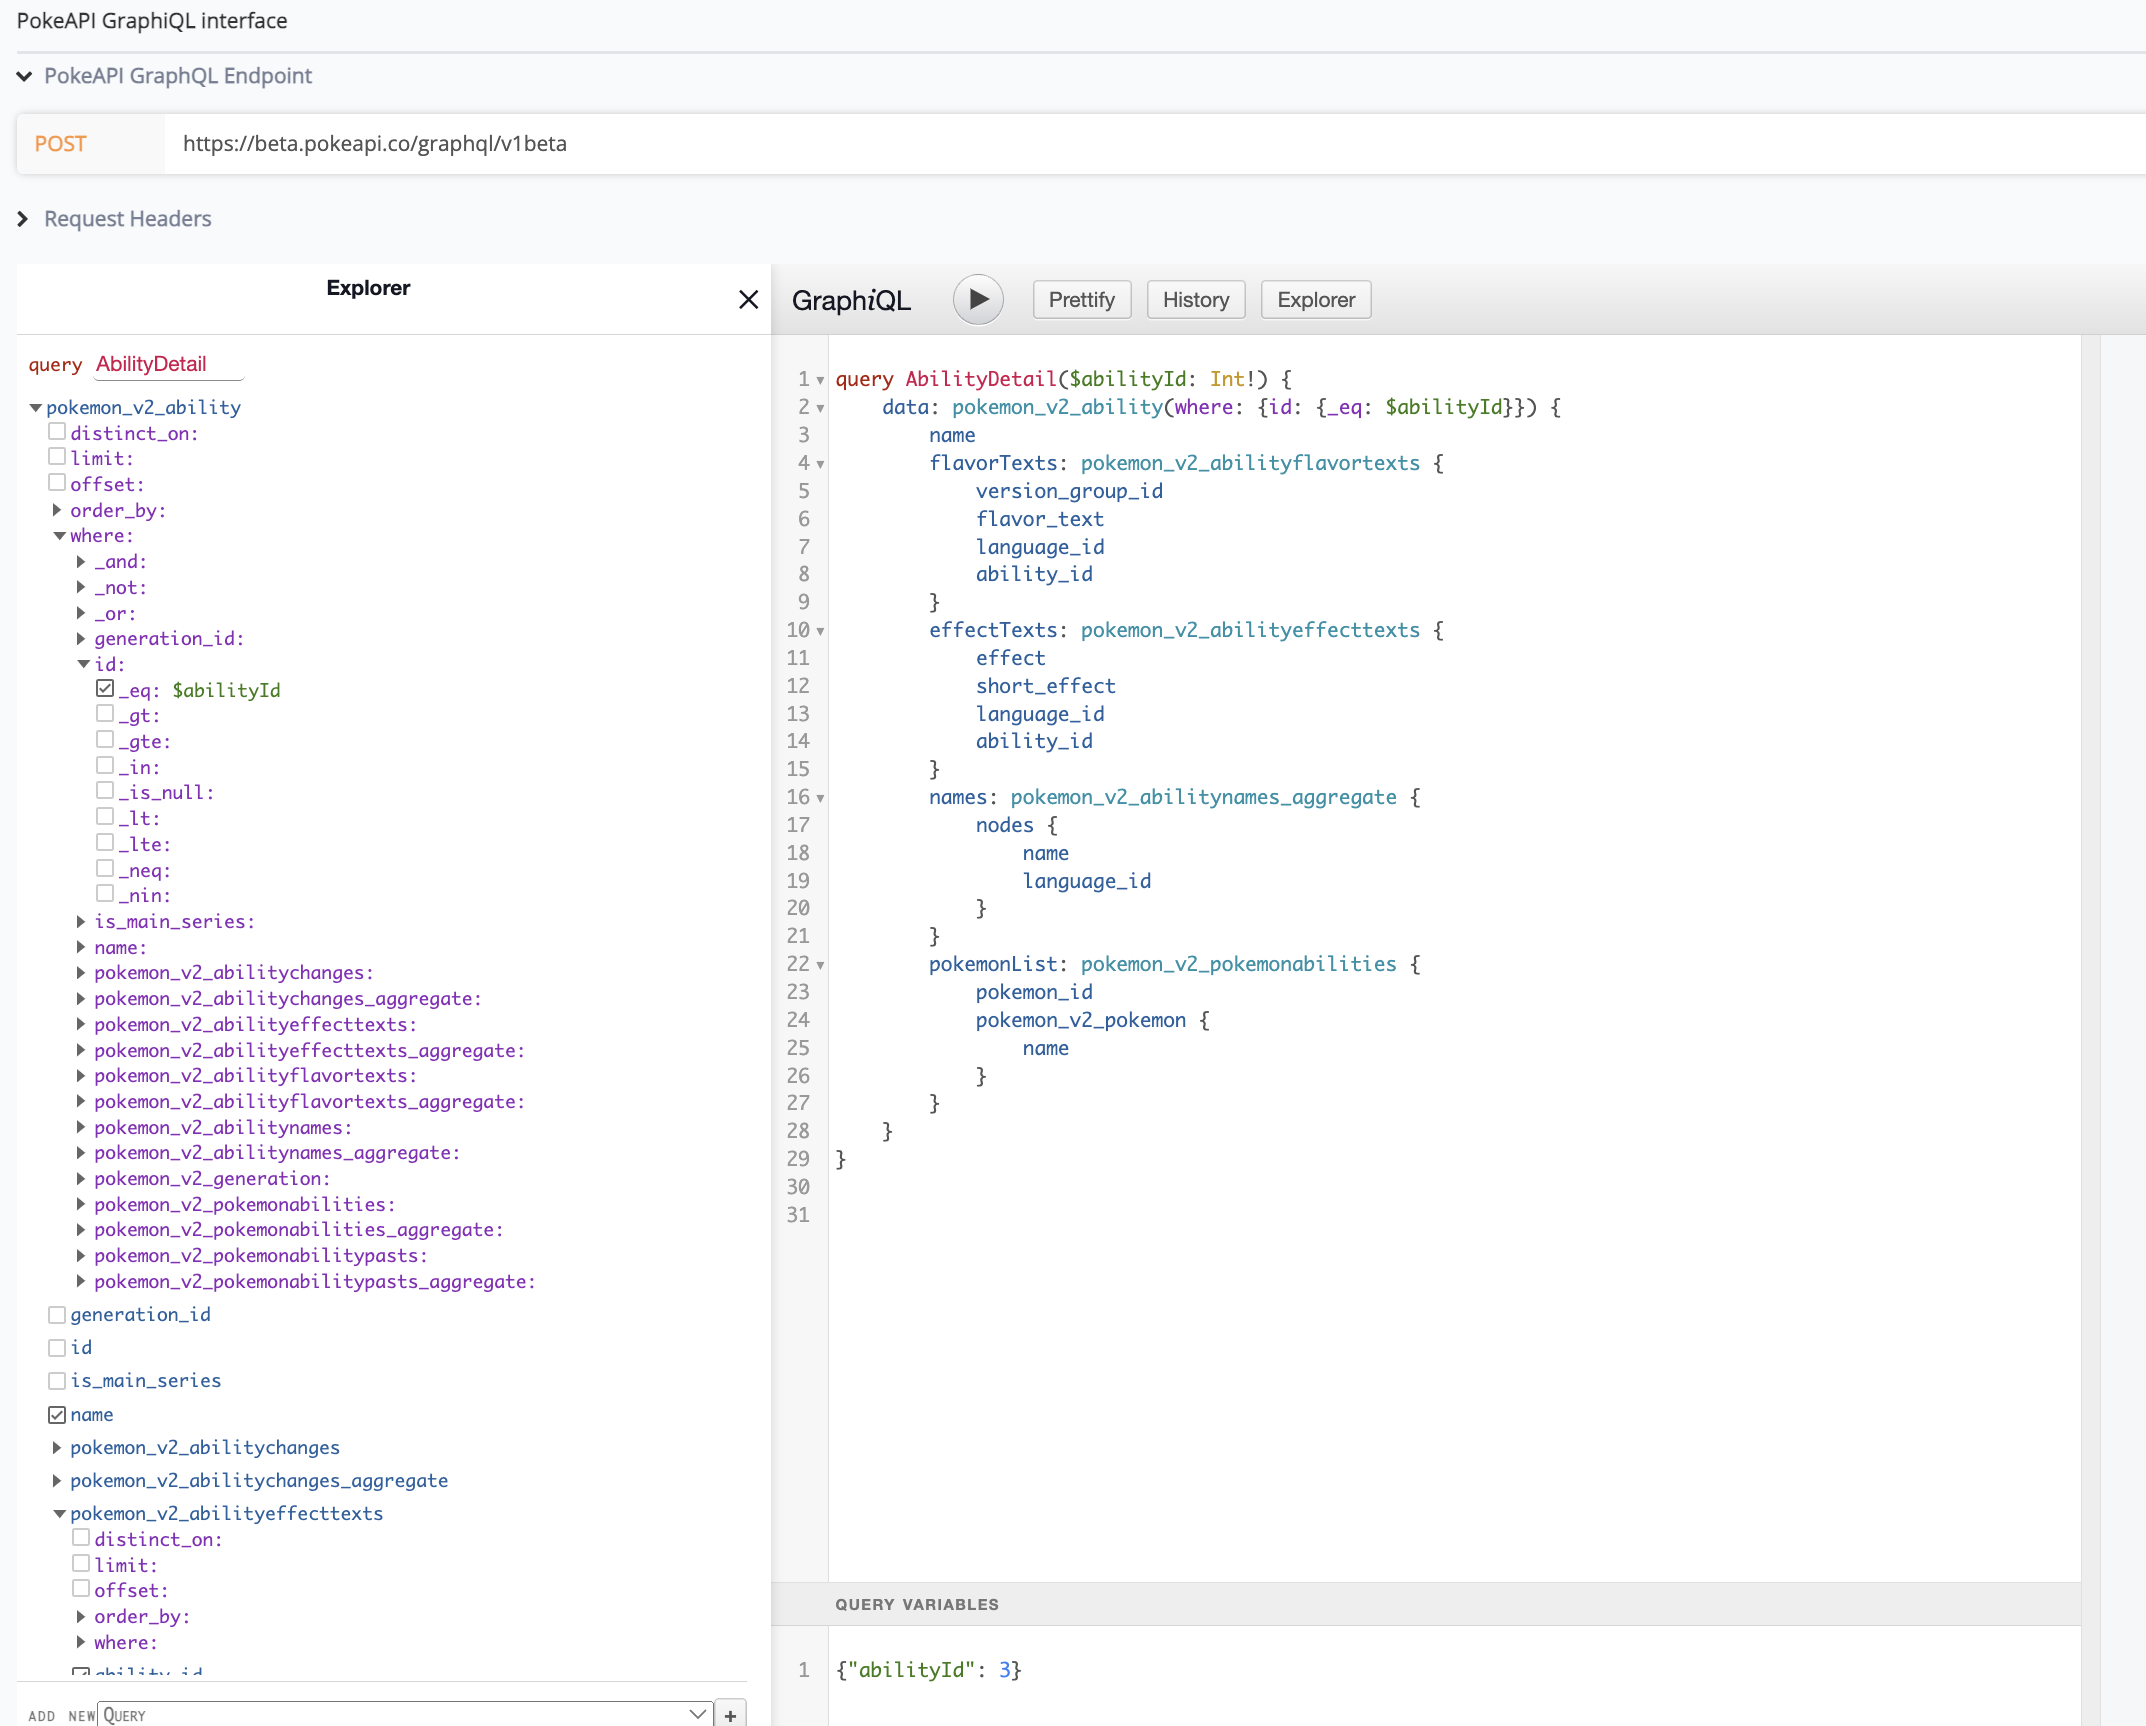 PokeAPI GraphiQL interface
PokeAPI GraphQL Endpoint
POST https://beta.pokeapi.co/graphql/v1beta
Request Headers
Explorer
query AbilityDetail
pokemon_v2_ability
distinct_on:
limit:
offset:
order_by:
where:
_and:
_not:
_or:
generation_id:
id:
_eq: $abilityId
_gt:
_gte:
_in:
_is_null:
_lt:
_lte:
_neq:
_nin:
is_main_series:
name:
pokemon_v2_abilitychanges:
pokemon_v2_abilitychanges_aggregate:
pokemon_v2_abilityeffecttexts:
pokemon_v2_abilityeffecttexts_aggregate:
pokemon_v2_abilityflavortexts:
pokemon_v2_abilityflavortexts_aggregate:
pokemon_v2_abilitynames:
pokemon_v2_abilitynames_aggregate:
pokemon_v2_generation:
pokemon_v2_pokemonabilities:
pokemon_v2_pokemonabilities_aggregate:
pokemon_v2_pokemonabilitypasts:
pokemon_v2_pokemonabilitypasts_aggregate:
generation_id
id
is_main_series
name
pokemon_v2_abilitychanges
pokemon_v2_abilitychanges_aggregate
pokemon_v2_abilityeffecttexts
distinct_on:
limit:
offset:
order_by:
where:
ability_id
ADD NEW QUERY +
GraphiQL Prettify History Explorer
1 query AbilityDetail($abilityId: Int!) {
2 data: pokemon_v2_ability(where: {id: {_eq: $abilityId}}) {
3 name
4 flavorTexts: pokemon_v2_abilityflavortexts {
5 version_group_id
6 flavor_text
7 language_id
8 ability_id
9 }
10 effectTexts: pokemon_v2_abilityeffecttexts {
11 effect
12 short_effect
13 language_id
14 ability_id
15 }
16 names: pokemon_v2_abilitynames_aggregate {
17 nodes {
18 name
19 language_id
20 }
21 }
22 pokemonList: pokemon_v2_pokemonabilities {
23 pokemon_id
24 pokemon_v2_pokemon {
25 name
26 }
27 }
28 }
29 }
30
31
QUERY VARIABLES
1 {"abilityId": 3}